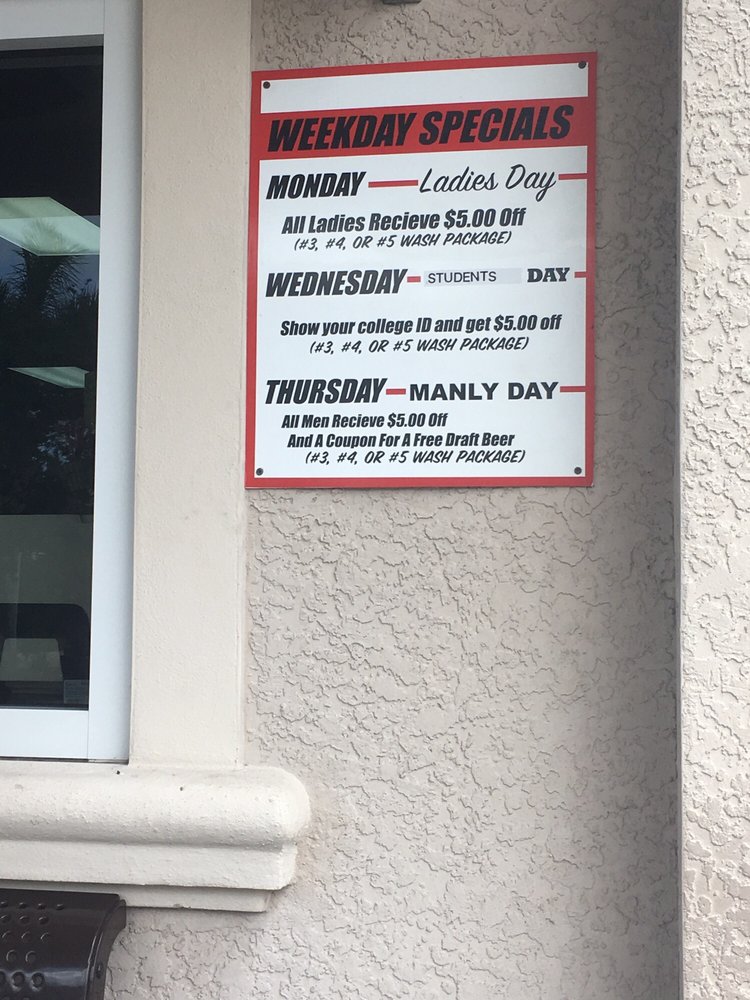 WEEKDAY SPECIALS
MONDAY Ladies Day
All Ladies Recieve $5.00 Off
(#3, #4, OR #5 WASH PACKAGE)
WEDNESDAY STUDENTS DAY
Show your college ID and get $5.00 off
(#3, #4, OR #5 WASH PACKAGE)
THURSDAY MANLY DAY
All Men Recieve $5.00 Off
And A Coupon For A Free Draft Beer
(#3, #4, OR #5 WASH PACKAGE)